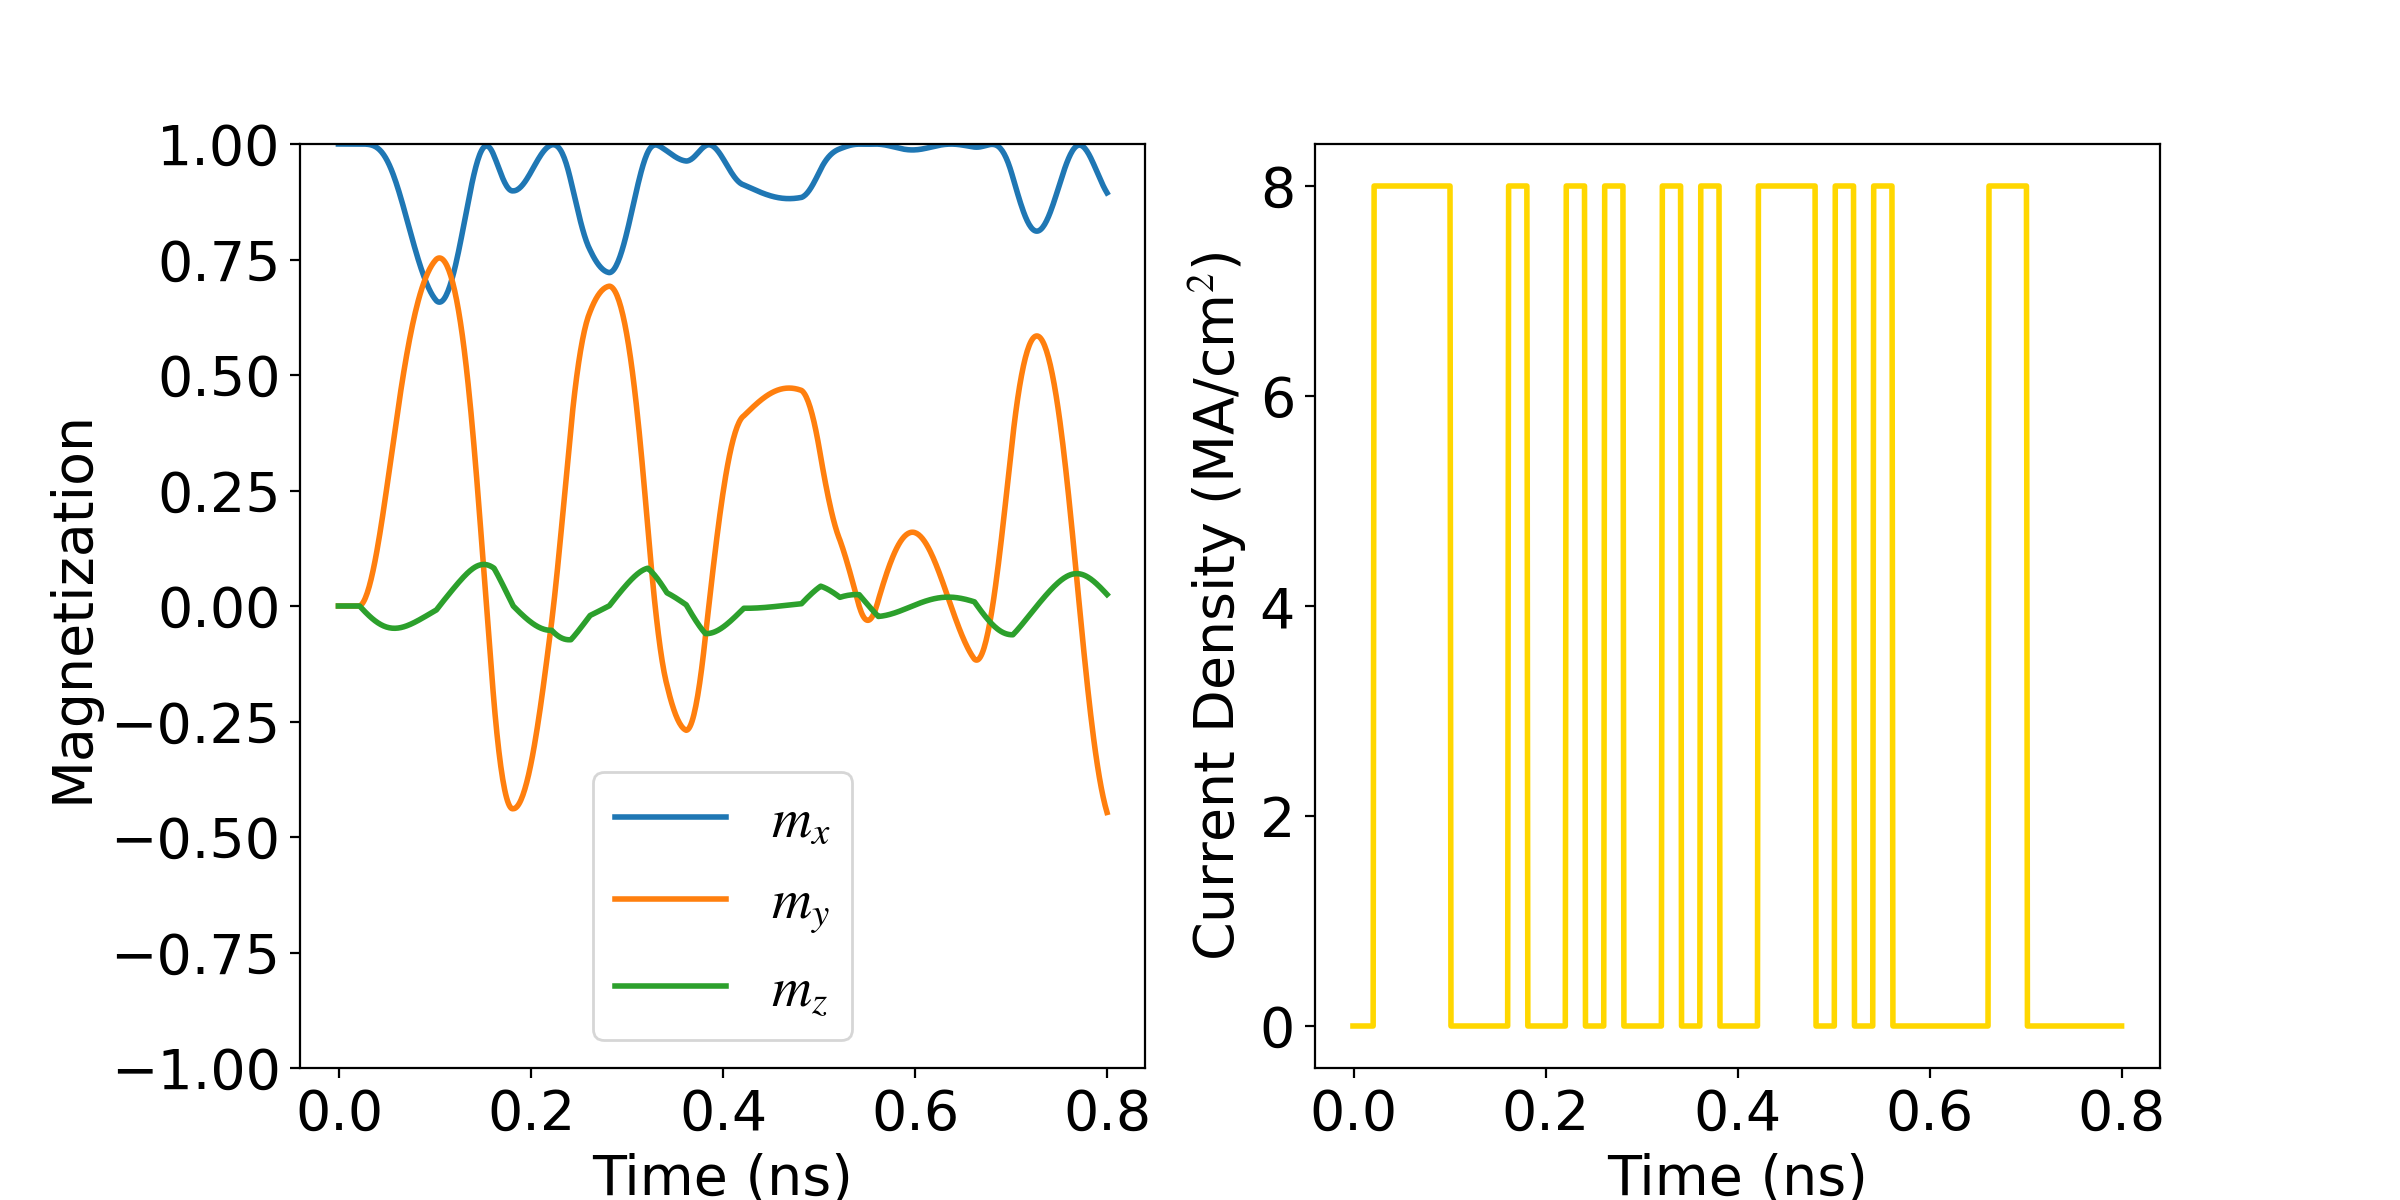 1.00
0.75
0.50
0.25
0.00
−0.25
−0.50
−0.75
−1.00
Magnetization
0.0 0.2 0.4 0.6 0.8
Time (ns)
m_x
m_y
m_z
8
6
4
2
0
Current Density (MA/cm²)
0.0 0.2 0.4 0.6 0.8
Time (ns)